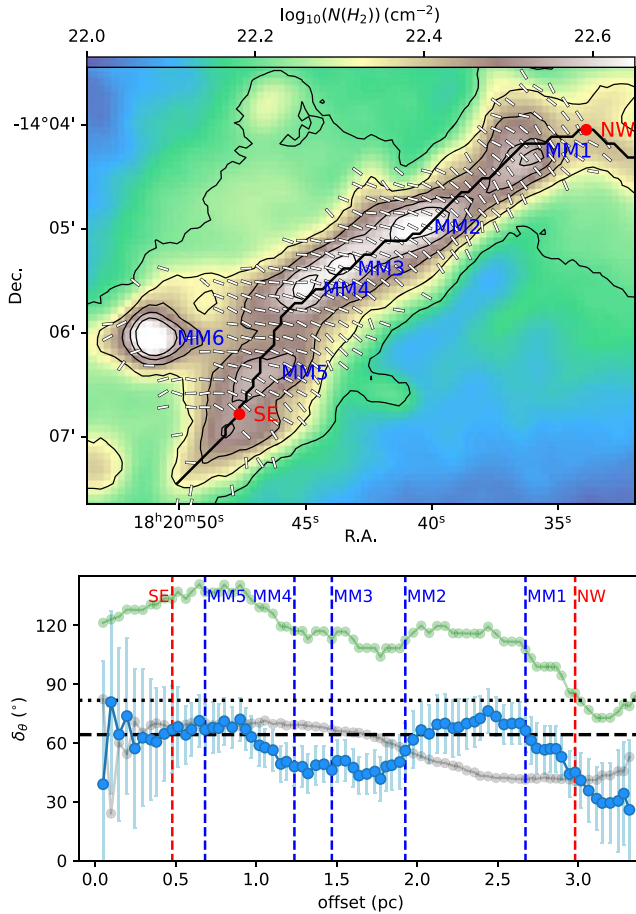 log₁₀(N(H₂)) (cm⁻²)
22.0 22.2 22.4 22.6
-14°04'
05'
06'
07'
Dec.
NW
MM1
MM2
MM3
MM4
MM6
MM5
SE
18ʰ20ᵐ50ˢ 45ˢ 40ˢ 35ˢ
R.A.
SE MM5 MM4 MM3 MM2 MM1 NW
120
90
60
30
0
δ_θ (°)
0.0 0.5 1.0 1.5 2.0 2.5 3.0
offset (pc)